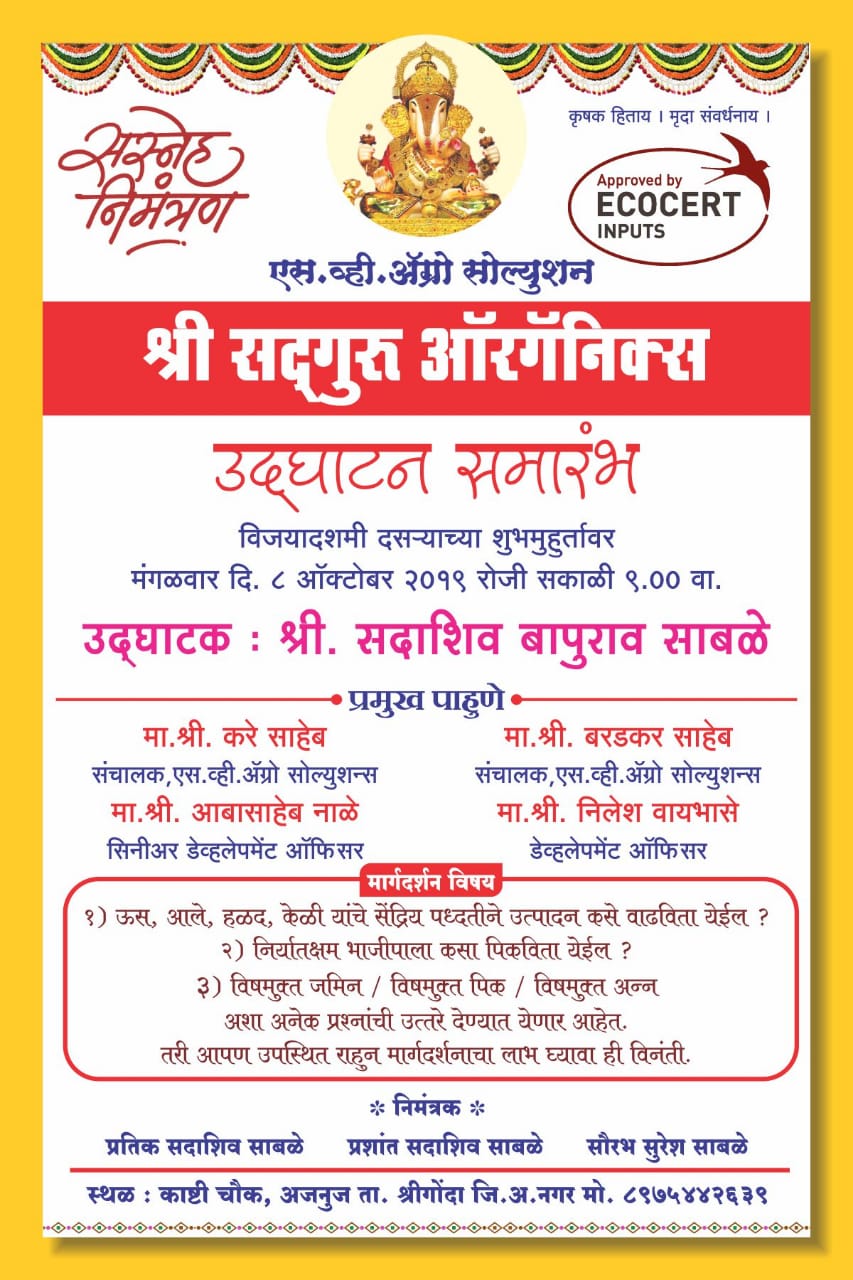 सस्नेह
निमंत्रण
कृषक हिताय । मृदा संवर्धनाय ।
Approved by
ECOCERT
INPUTS
एस.व्ही.ॲग्रो सोल्युशन
श्री सद्‌गुरु ऑरगॅनिक्स
उद्‌घाटन समारंभ
विजयादशमी दसऱ्याच्या शुभमुहुर्तावर
मंगळवार दि. ८ ऑक्टोबर २०१९ रोजी सकाळी ९.०० वा.
उद्‌घाटक : श्री. सदाशिव बापुराव साबळे
प्रमुख पाहुणे
मा.श्री. करे साहेब
संचालक,एस.व्ही.ॲग्रो सोल्युशन्स
मा.श्री. बरडकर साहेब
संचालक,एस.व्ही.ॲग्रो सोल्युशन्स
मा.श्री. आबासाहेब नाळे
सिनीअर डेव्हलेपमेंट ऑफिसर
मा.श्री. निलेश वायभासे
डेव्हलेपमेंट ऑफिसर
मार्गदर्शन विषय
१) ऊस, आले, हळद, केळी यांचे सेंद्रिय पध्दतीने उत्पादन कसे वाढविता येईल ?
२) निर्यातक्षम भाजीपाला कसा पिकविता येईल ?
३) विषमुक्त जमिन / विषमुक्त पिक / विषमुक्त अन्न
अशा अनेक प्रश्नांची उत्तरे देण्यात येणार आहेत.
तरी आपण उपस्थित राहुन मार्गदर्शनाचा लाभ घ्यावा ही विनंती.
❇ निमंत्रक ❇
प्रतिक सदाशिव साबळे प्रशांत सदाशिव साबळे सौरभ सुरेश साबळे
स्थळ : काष्टी चौक, अजनुज ता. श्रीगोंदा जि.अ.नगर मो. ८९७५४४२६३९